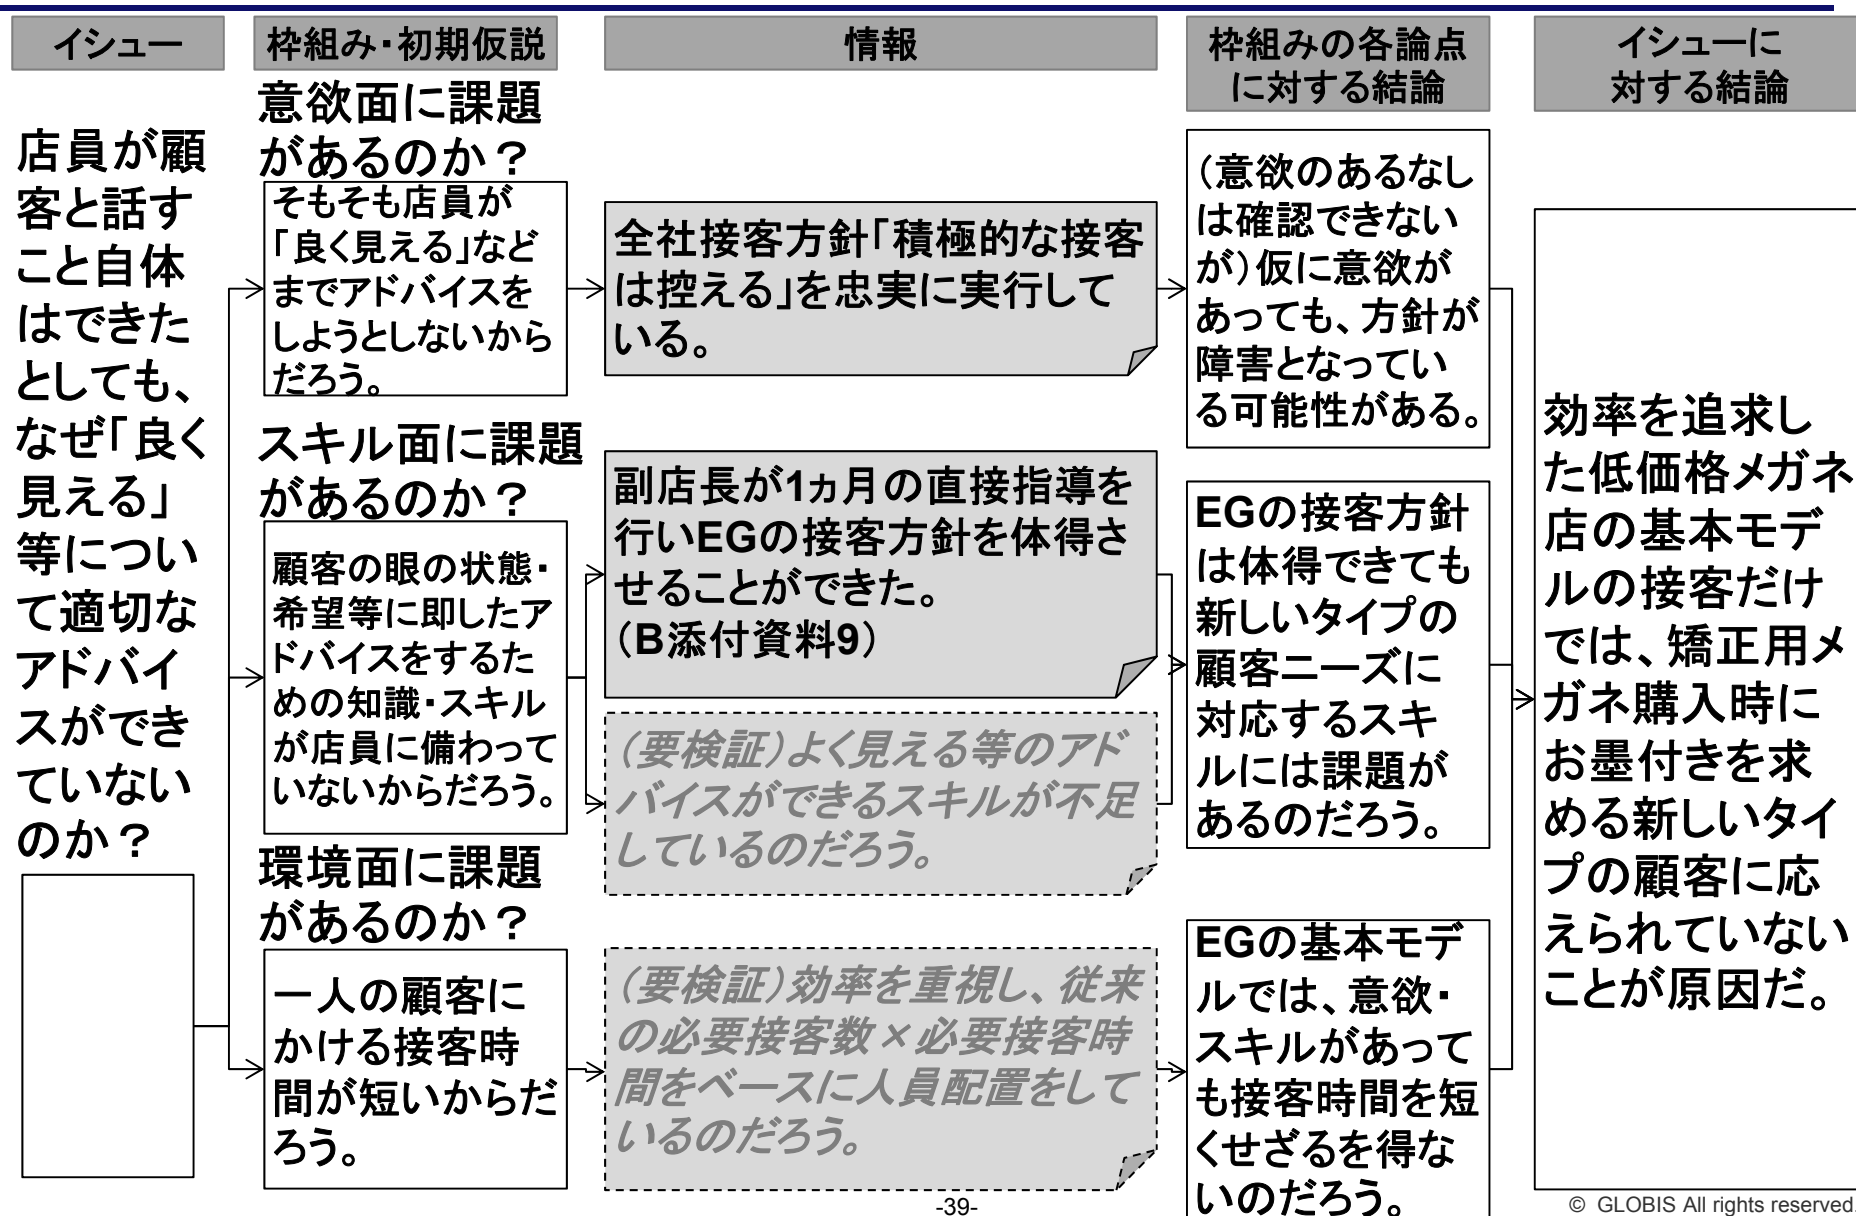 イシュー
枠組み・初期仮説
情報
枠組みの各論点
に対する結論
イシューに
対する結論
店員が顧
客と話す
こと自体
はできた
としても、
なぜ「良く
見える」
等につい
て適切な
アドバイ
スができ
ていない
のか？
意欲面に課題
があるのか？
そもそも店員が
「良く見える」など
までアドバイスを
しようとしないから
だろう。
全社接客方針「積極的な接客
は控える」を忠実に実行して
いる。
（意欲のあるなし
は確認できない
が）仮に意欲が
あっても、方針が
障害となってい
る可能性がある。
スキル面に課題
があるのか？
顧客の眼の状態・
希望等に即したア
ドバイスをするた
めの知識・スキル
が店員に備わって
いないからだろう。
副店長が1ヵ月の直接指導を
行いEGの接客方針を体得さ
せることができた。
（B添付資料9）
（要検証）よく見える等のアド
バイスができるスキルが不足
しているのだろう。
EGの接客方針
は体得できても
新しいタイプの
顧客ニーズに
対応するスキ
ルには課題が
あるのだろう。
環境面に課題
があるのか？
一人の顧客に
かける接客時
間が短いからだ
ろう。
（要検証）効率を重視し、従来
の必要接客数×必要接客時
間をベースに人員配置をして
いるのだろう。
EGの基本モデ
ルでは、意欲・
スキルがあって
も接客時間を短
くせざるを得な
いのだろう。
効率を追求し
た低価格メガネ
店の基本モデ
ルの接客だけ
では、矯正用メ
ガネ購入時に
お墨付きを求
める新しいタイ
プの顧客に応
えられていない
ことが原因だ。
-39-
© GLOBIS All rights reserved.